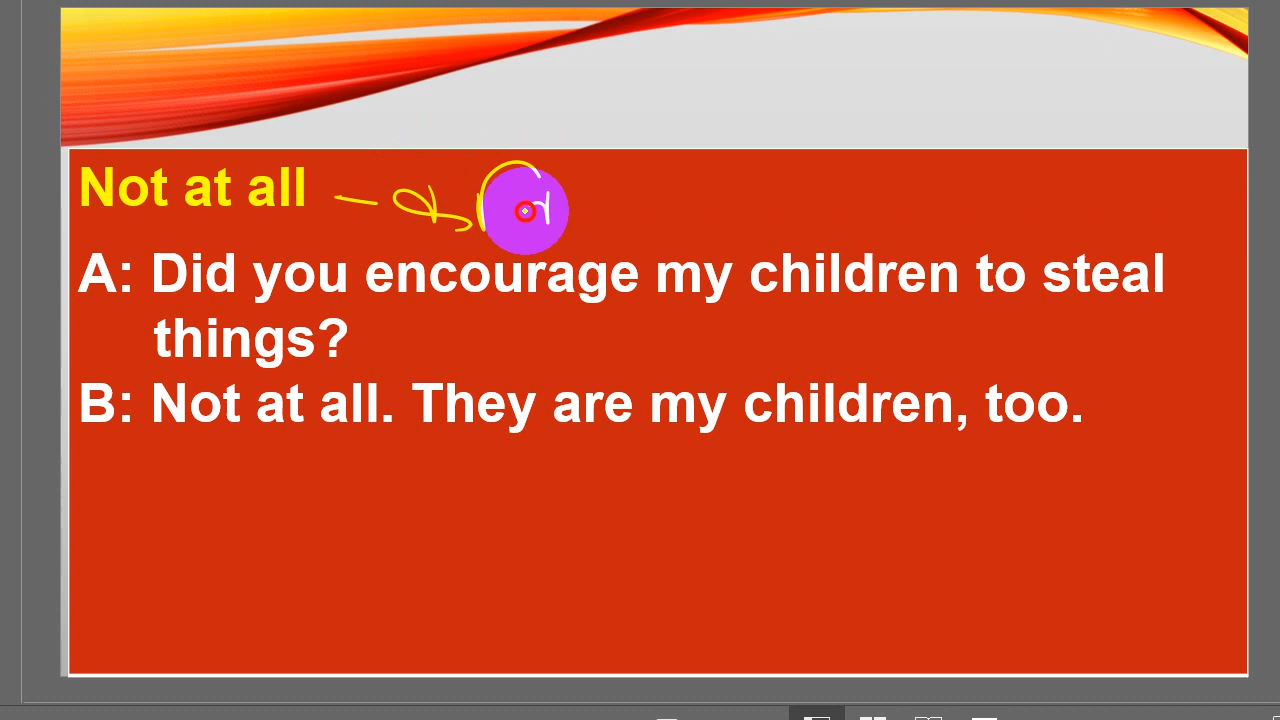 Not at all
A: Did you encourage my children to steal
things?
B: Not at all. They are my children, too.